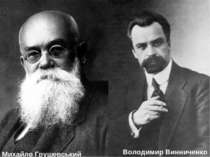 Михайло Грушевський
Володимир Винниченко